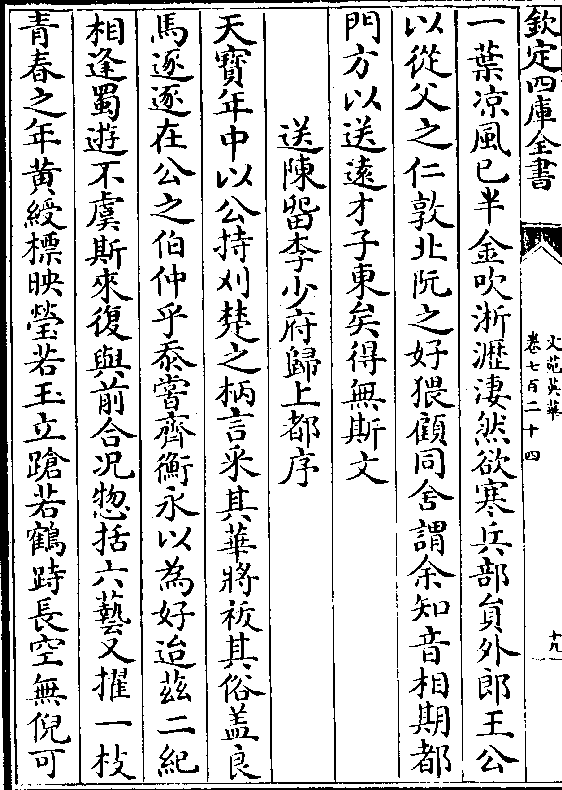 欽定四庫全書
文苑英華
卷七百二十四
十九
一葉凉風已半金吹淅瀝淒然欲寒兵部員外郎王公
以從父之仁敦北阮之好猥顧同舍謂余知音相期都
門方以送遠才子東矣得無斯文
送陳留李少府歸上都序
天寶年中以公持刈楚之柄言采其華將祓其俗盖良
馬逐逐在公之伯仲乎忝嘗齊衡永以為好迨兹二紀
相逢蜀遊不虞斯來復與前合况惣括六藝又擢一枝
青春之年黄綬標映瑩若玉立蹌若鶴跱長空無倪可